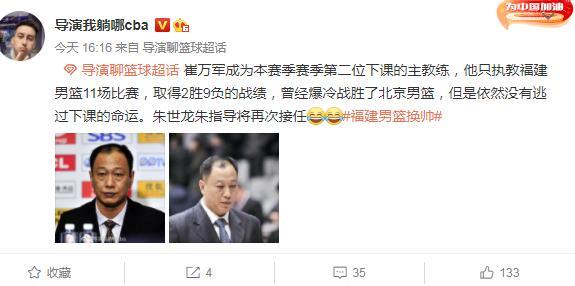 为中国加油
导演我躺哪cba
今天 16:16 来自 导演聊篮球超话
导演聊篮球超话 崔万军成为本赛季赛季第二位下课的主教练，他只执教福建
男篮11场比赛，取得2胜9负的战绩，曾经爆冷战胜了北京男篮，但是依然没有逃
过下课的命运。朱世龙朱指导将再次接任😂😂#福建男篮换帅#
SBS
TCL
收藏
4
35
133